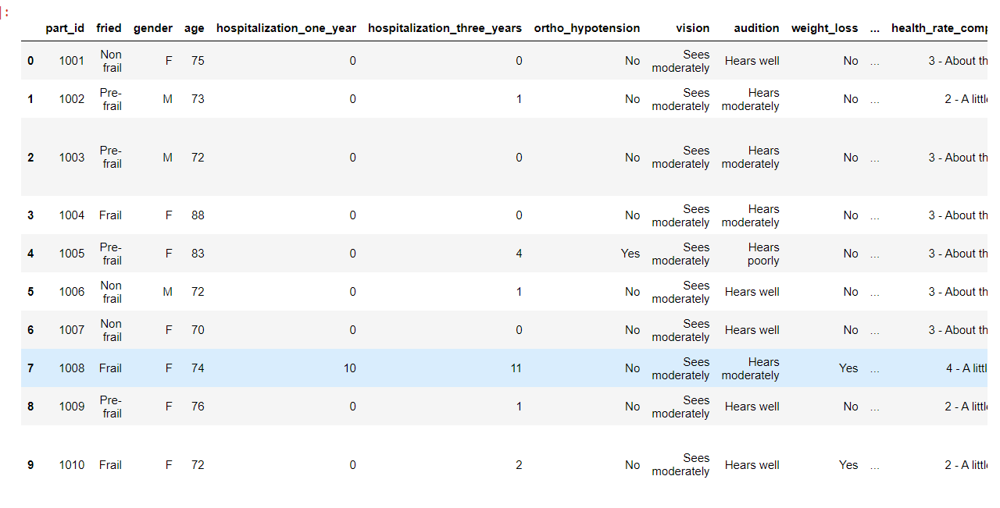 :
part_id fried gender age hospitalization_one_year hospitalization_three_years ortho_hypotension vision audition weight_loss ... health_rate_comp
0 1001 Non frail F 75 0 0 No Sees moderately Hears well No ... 3 - About th
1 1002 Pre-frail M 73 0 1 No Sees moderately Hears moderately No ... 2 - A little
2 1003 Pre-frail M 72 0 0 No Sees moderately Hears moderately No ... 3 - About th
3 1004 Frail F 88 0 0 No Sees moderately Hears moderately No ... 3 - About th
4 1005 Pre-frail F 83 0 4 Yes Sees moderately Hears poorly No ... 3 - About th
5 1006 Non frail M 72 0 1 No Sees moderately Hears well No ... 3 - About th
6 1007 Non frail F 70 0 0 No Sees moderately Hears well No ... 3 - About th
7 1008 Frail F 74 10 11 No Sees moderately Hears moderately Yes ... 4 - A littl
8 1009 Pre-frail F 76 0 1 No Sees moderately Hears well No ... 2 - A little
9 1010 Frail F 72 0 2 No Sees moderately Hears well Yes ... 2 - A little